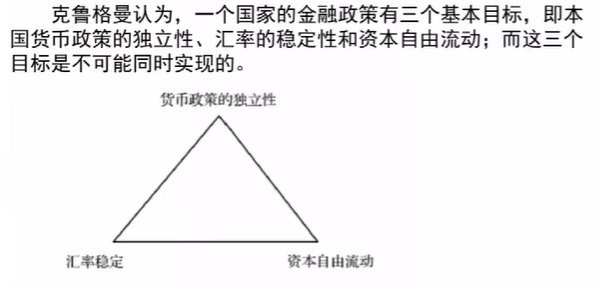 克鲁格曼认为，一个国家的金融政策有三个基本目标，即本
国货币政策的独立性、汇率的稳定性和资本自由流动；而这三个
目标是不可能同时实现的。
货币政策的独立性
汇率稳定
资本自由流动